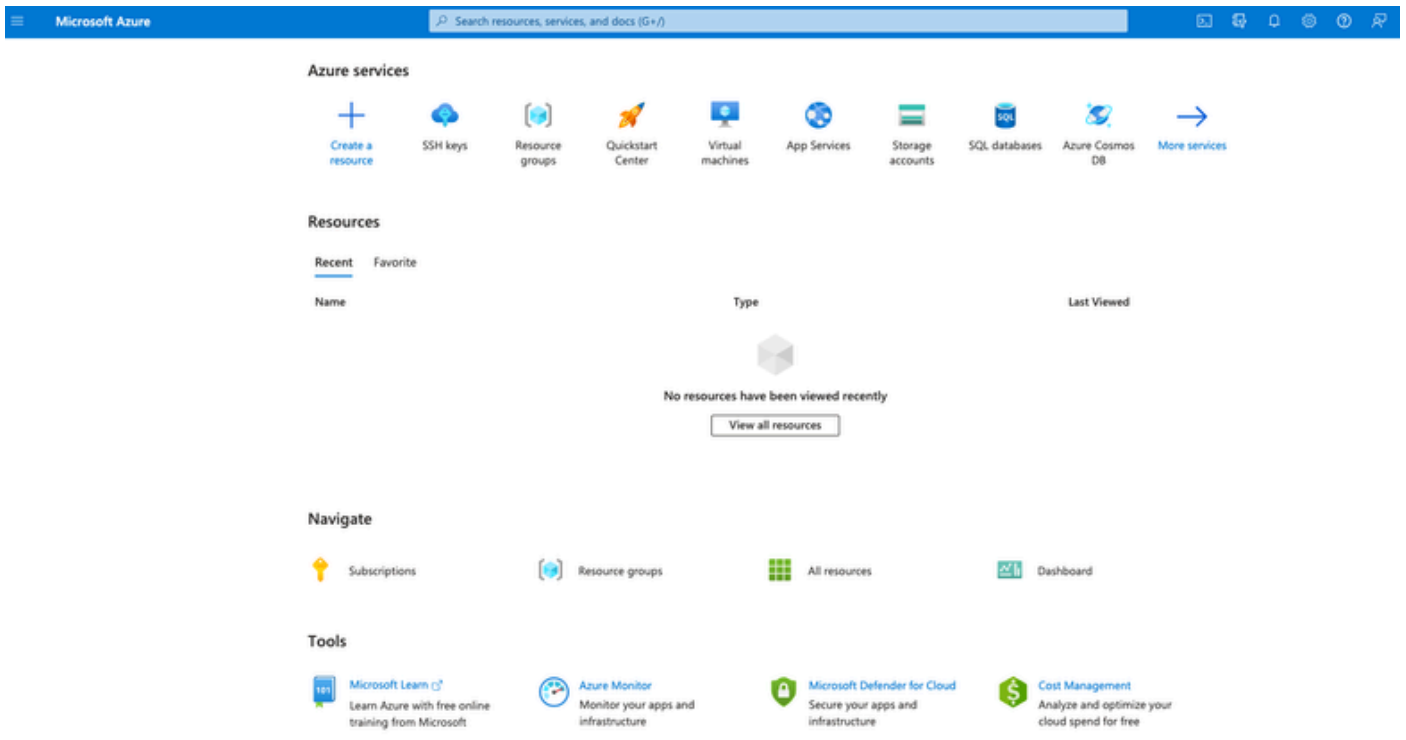 Microsoft Azure
Search resources, services, and docs (G+/)
Azure services
Create a resource
SSH keys
Resource groups
Quickstart Center
Virtual machines
App Services
Storage accounts
SQL
SQL databases
Azure Cosmos DB
More services
Resources
Recent Favorite
Name Type Last Viewed
No resources have been viewed recently
View all resources
Navigate
Subscriptions
Resource groups
All resources
Dashboard
Tools
101
Microsoft Learn
Learn Azure with free online
training from Microsoft
Azure Monitor
Monitor your apps and
infrastructure
Microsoft Defender for Cloud
Secure your apps and
infrastructure
$
Cost Management
Analyze and optimize your
cloud spend for free